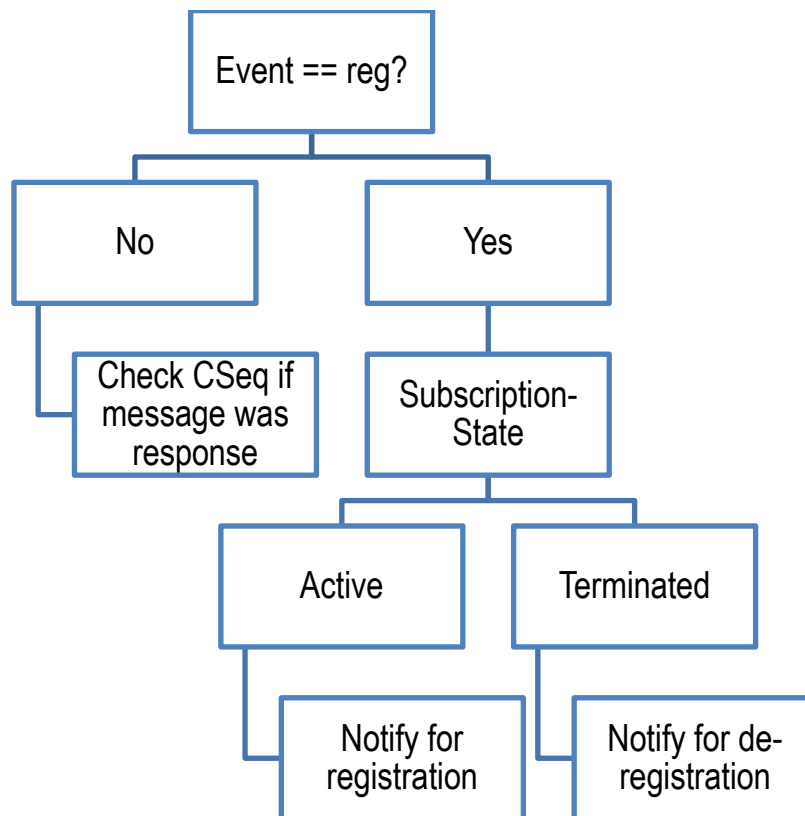 Event == reg?
No
Yes
Check CSeq if
message was
response
Subscription-
State
Active
Terminated
Notify for
registration
Notify for de-
registration